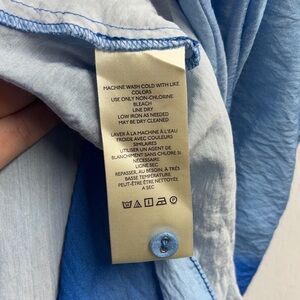 MACHINE WASH COLD WITH LIKE
COLORS
USE ONLY NON-CHLORINE
BLEACH
LINE DRY
LOW IRON AS NEEDED
MAY BE DRY CLEANED
LAVER À LA MACHINE À L'EAU
FROIDE AVEC COULEURS
SIMILAIRES
UTILISER UN AGENT DE
BLANCHIMENT SANS CHLORE SI
NÉCESSAIRE
LIGNE SEC
REPASSER, AU BESOIN, À TRÈS
BASSE TEMPÉRATURE
PEUT-ÊTRE ÊTRE NETTOYÉE
À SEC